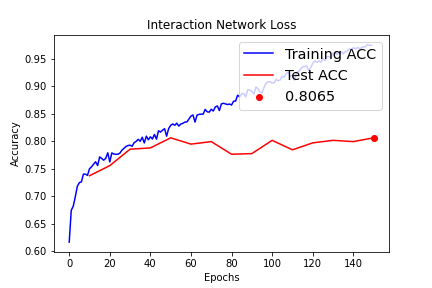 Interaction Network Loss
Training ACC
Test ACC
0.8065
Accuracy
0.95
0.90
0.85
0.80
0.75
0.70
0.65
0.60
0 20 40 60 80 100 120 140
Epochs